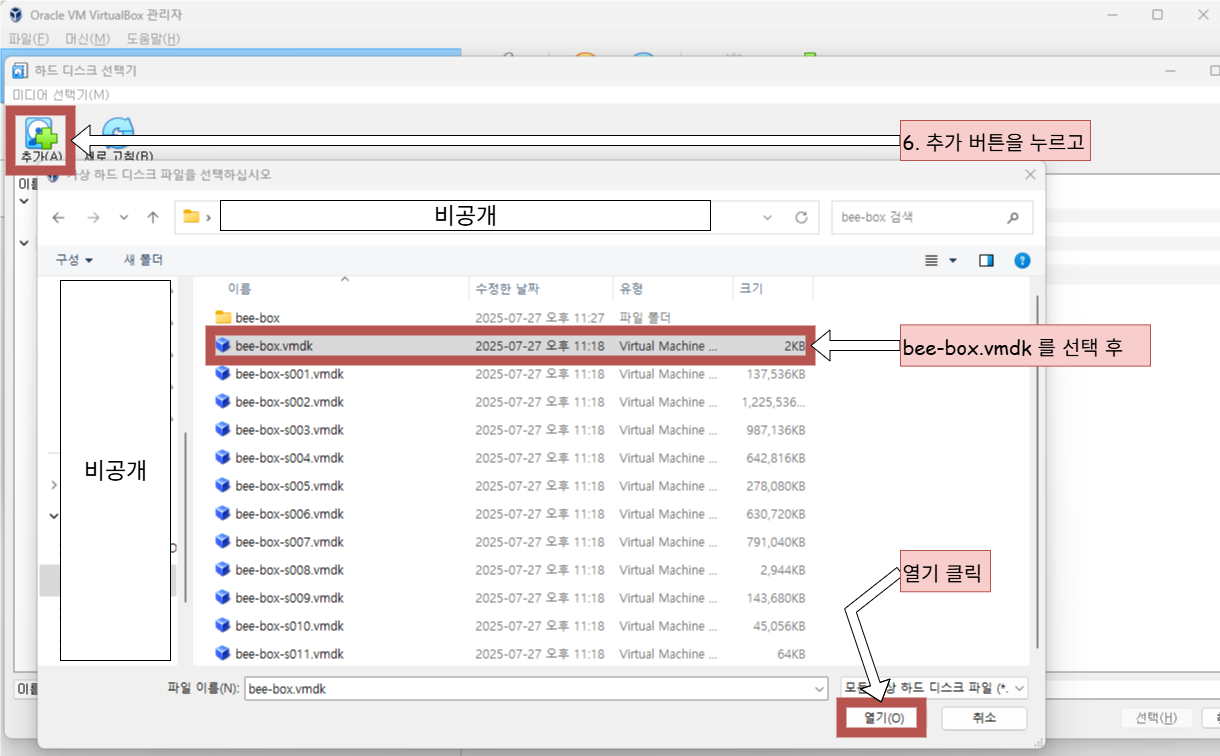 Oracle VM VirtualBox 관리자
파일(F) 머신(M) 도움말(H)
하드 디스크 선택기
미디어 선택기(M)
추가(A) 새로 고침(R)
6. 추가 버튼을 누르고
가상 하드 디스크 파일을 선택하십시오
비공개
bee-box 검색
구성 새 폴더
이름 수정한 날짜 유형 크기
bee-box 2025-07-27 오후 11:27 파일 폴더
bee-box.vmdk 2025-07-27 오후 11:18 Virtual Machine ... 2KB
bee-box.vmdk 를 선택 후
bee-box-s001.vmdk 2025-07-27 오후 11:18 Virtual Machine ... 137,536KB
bee-box-s002.vmdk 2025-07-27 오후 11:18 Virtual Machine ... 1,225,536...
bee-box-s003.vmdk 2025-07-27 오후 11:18 Virtual Machine ... 987,136KB
bee-box-s004.vmdk 2025-07-27 오후 11:18 Virtual Machine ... 642,816KB
비공개
bee-box-s005.vmdk 2025-07-27 오후 11:18 Virtual Machine ... 278,080KB
bee-box-s006.vmdk 2025-07-27 오후 11:18 Virtual Machine ... 630,720KB
bee-box-s007.vmdk 2025-07-27 오후 11:18 Virtual Machine ... 791,040KB
bee-box-s008.vmdk 2025-07-27 오후 11:18 Virtual Machine ... 2,944KB
열기 클릭
bee-box-s009.vmdk 2025-07-27 오후 11:18 Virtual Machine ... 143,680KB
bee-box-s010.vmdk 2025-07-27 오후 11:18 Virtual Machine ... 45,056KB
bee-box-s011.vmdk 2025-07-27 오후 11:18 Virtual Machine ... 64KB
파일 이름(N): bee-box.vmdk 모든 가상 하드 디스크 파일 (*.
열기(O) 취소
선택(H)